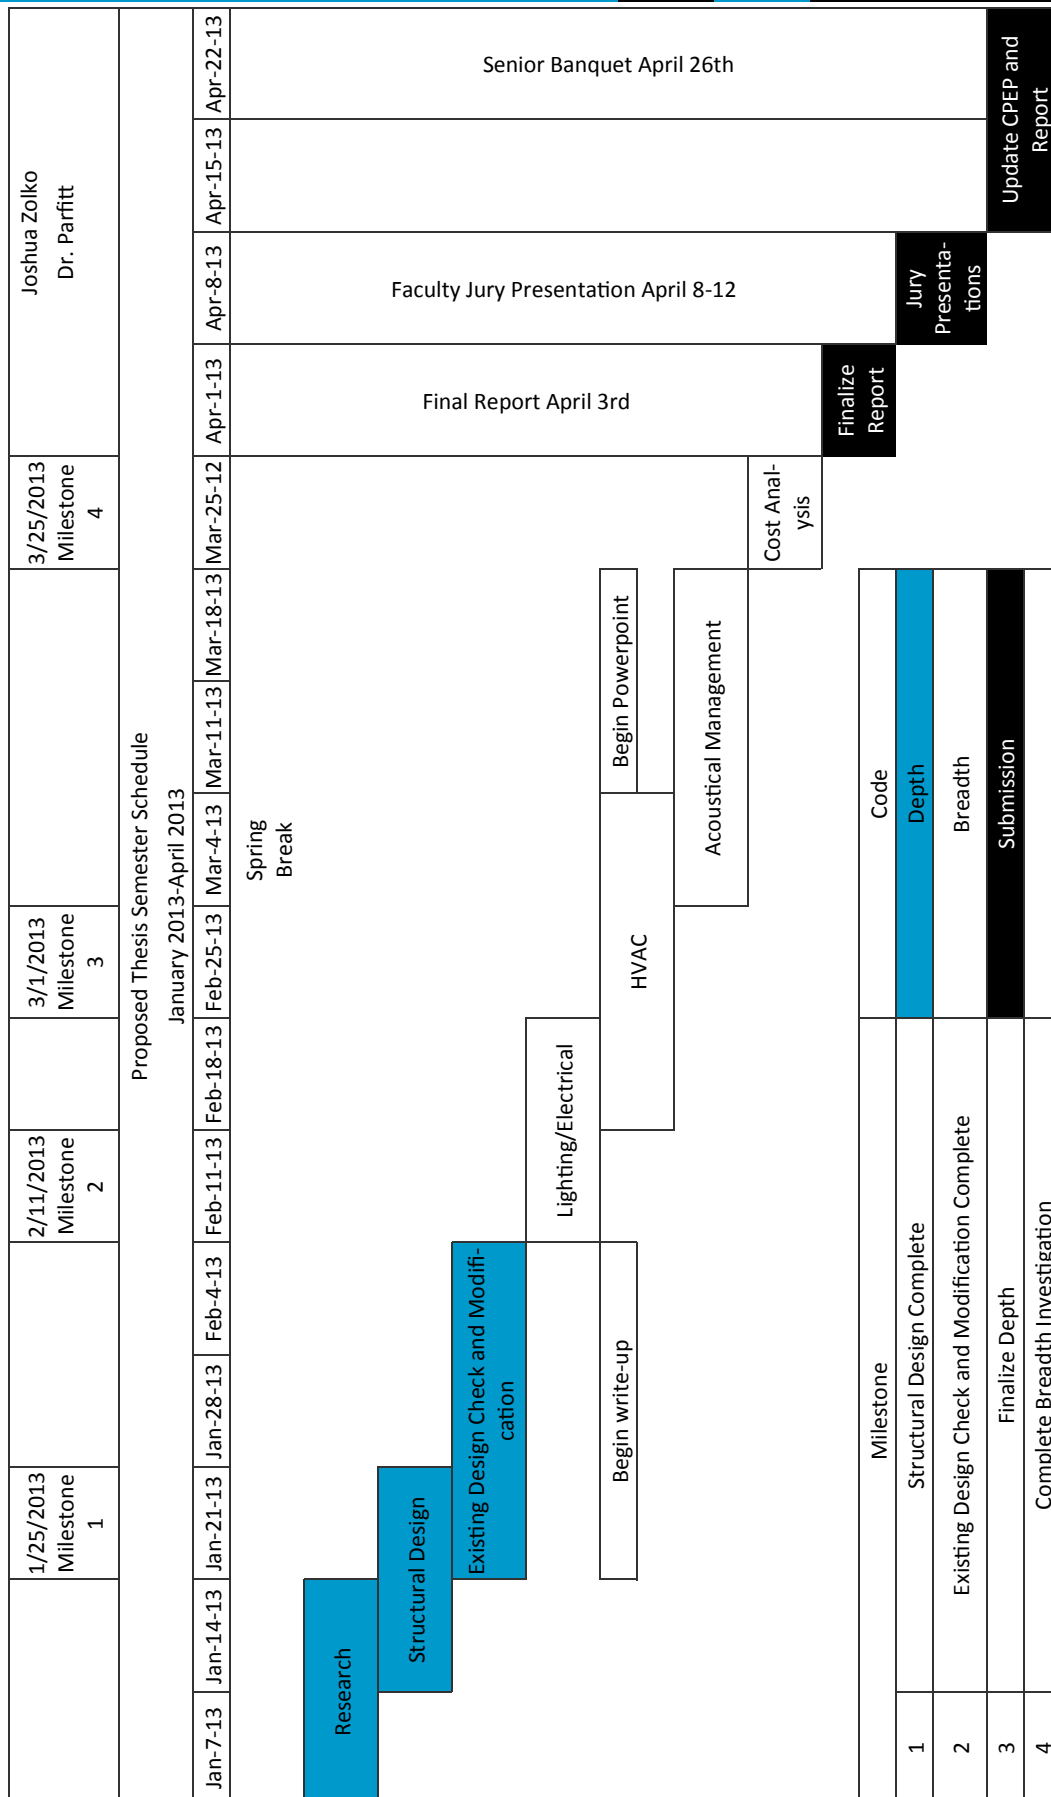 1/25/2013
Milestone
1
2/11/2013
Milestone
2
3/1/2013
Milestone
3
3/25/2013
Milestone
4
Joshua Zolko
Dr. Parfitt
Proposed Thesis Semester Schedule
January 2013-April 2013
Jan-7-13 Jan-14-13 Jan-21-13 Jan-28-13 Feb-4-13 Feb-11-13 Feb-18-13 Feb-25-13 Mar-4-13 Mar-11-13 Mar-18-13 Mar-25-12 Apr-1-13 Apr-8-13 Apr-15-13 Apr-22-13
Spring
Break
Research
Structural Design
Existing Design Check and Modifi-
cation
Lighting/Electrical
Begin write-up
HVAC
Begin Powerpoint
Acoustical Management
Cost Anal-
ysis
Final Report April 3rd
Finalize
Report
Faculty Jury Presentation April 8-12
Jury
Presenta-
tions
Senior Banquet April 26th
Update CPEP and
Report
Milestone Code
1 Structural Design Complete Depth
2 Existing Design Check and Modification Complete Breadth
3 Finalize Depth Submission
4 Complete Breadth Investigation